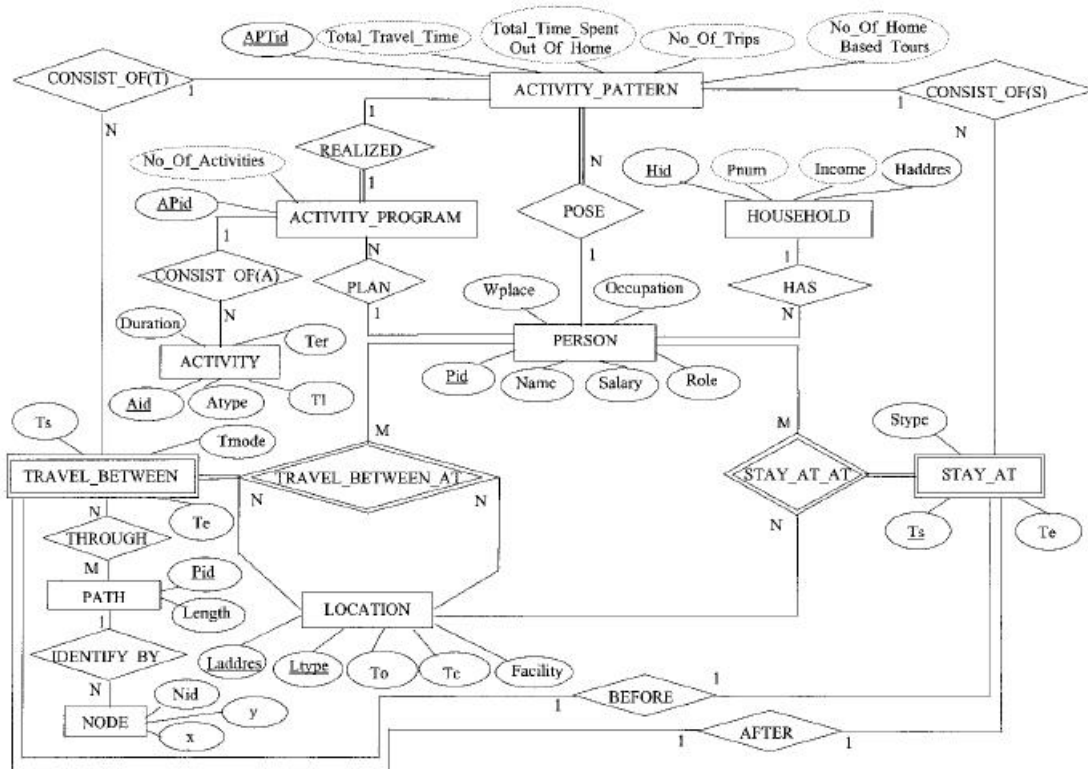 APTid
Total_Travel_Time
Total_Time_Spent
Out Of Home
No_Of_Trips
No_Of_Home
Based Tours
CONSIST_OF(T)
1
ACTIVITY_PATTERN
1
CONSIST_OF(S)
N
1
N
REALIZED
No_Of_Activities
N
Hid
Pnum
Income
Haddres
1
APid
ACTIVITY_PROGRAM
POSE
HOUSEHOLD
1
N
1
CONSIST OF(A)
PLAN
1
HAS
Wplace
Occupation
N
1
N
Duration
Ter
PERSON
ACTIVITY
Pid
Name
Salary
Role
Aid
Atype
Tl
Ts
Tmode
M
M
Stype
TRAVEL_BETWEEN
TRAVEL_BETWEEN_AT
STAY_AT_AT
STAY_AT
N
N
N
Te
N
Ts
Te
THROUGH
M
Pid
PATH
Length
LOCATION
1
IDENTIFY BY
Laddres
Ltype
To
Tc
Facility
N
Nid
1
BEFORE
1
NODE
y
x
1
AFTER
1